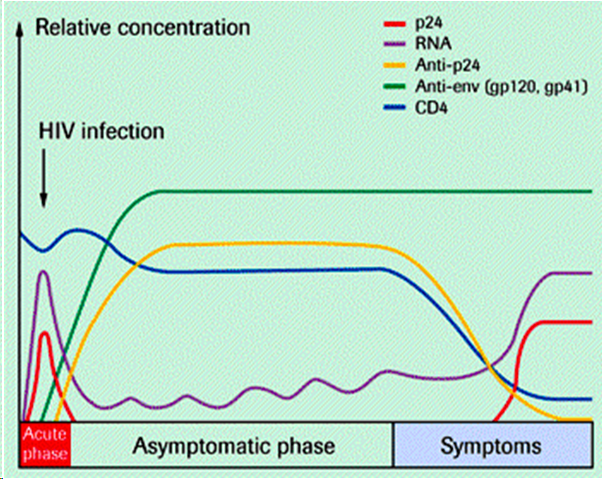 Relative concentration
p24
RNA
Anti-p24
Anti-env (gp120, gp41)
CD4
HIV infection
Acute
phase
Asymptomatic phase
Symptoms